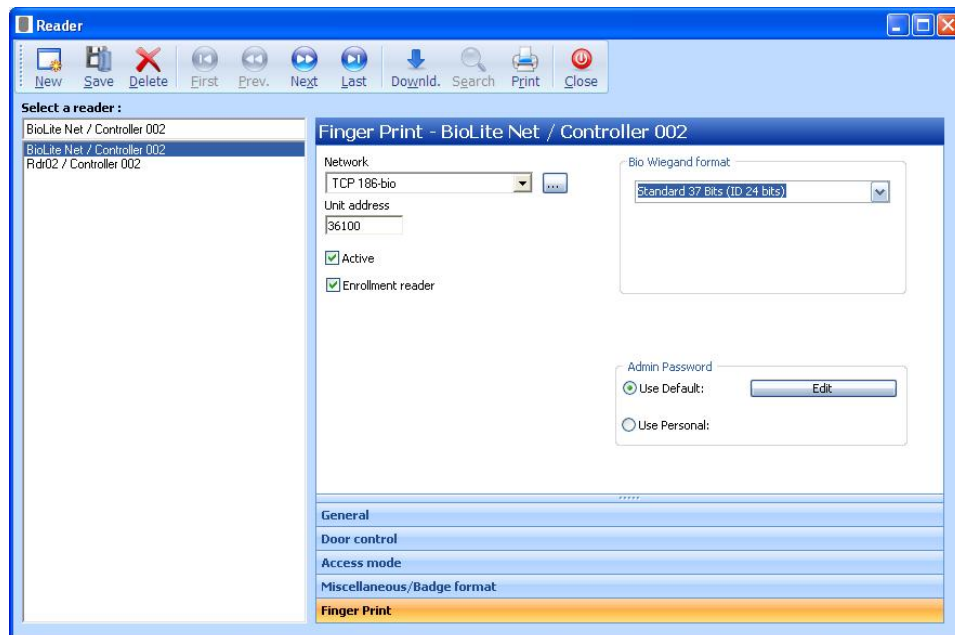 Reader
New Save Delete First Prev. Next Last Downld. Search Print Close
Select a reader :
BioLite Net / Controller 002
BioLite Net / Controller 002
Rdr02 / Controller 002
Finger Print - BioLite Net / Controller 002
Network
TCP 186-bio
...
Unit address
36100
Active
Enrollment reader
Bio Wiegand format
Standard 37 Bits (ID 24 bits)
Admin Password
Use Default:
Edit
Use Personal:
General
Door control
Access mode
Miscellaneous/Badge format
Finger Print